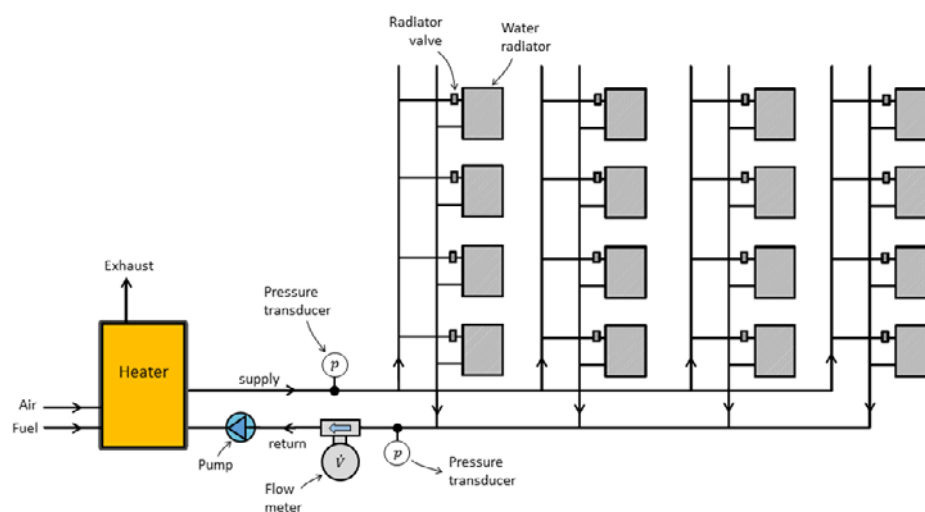 Radiator
valve
Water
radiator
Exhaust
Pressure
transducer
p
Heater
supply
Air
Fuel
return
Pump
V̇
Flow
meter
p
Pressure
transducer